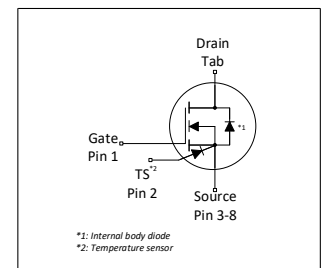 Drain
Tab
*1
Gate
Pin 1
TS*2
Pin 2
Source
Pin 3-8
*1: Internal body diode
*2: Temperature sensor